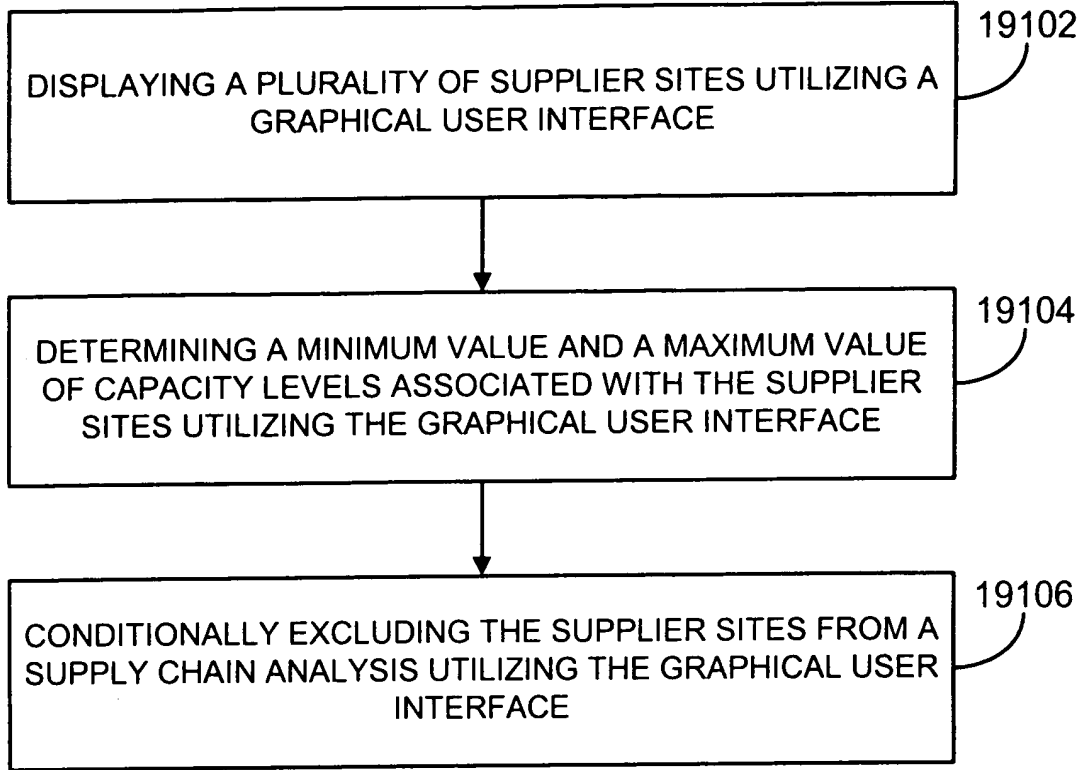 19102
DISPLAYING A PLURALITY OF SUPPLIER SITES UTILIZING A
GRAPHICAL USER INTERFACE
19104
DETERMINING A MINIMUM VALUE AND A MAXIMUM VALUE
OF CAPACITY LEVELS ASSOCIATED WITH THE SUPPLIER
SITES UTILIZING THE GRAPHICAL USER INTERFACE
19106
CONDITIONALLY EXCLUDING THE SUPPLIER SITES FROM A
SUPPLY CHAIN ANALYSIS UTILIZING THE GRAPHICAL USER
INTERFACE